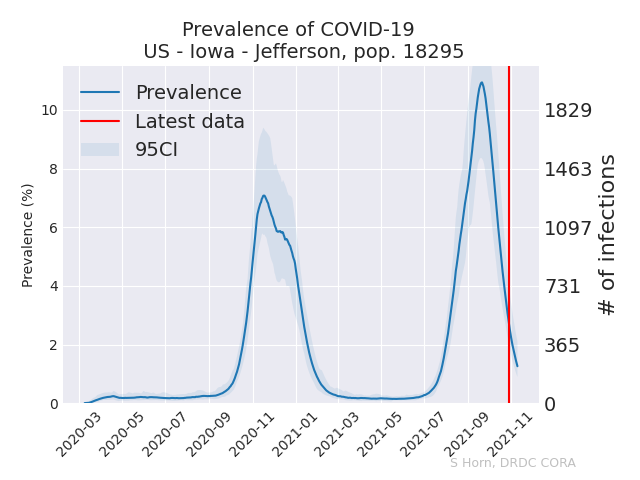 Prevalence of COVID-19
US - Iowa - Jefferson, pop. 18295
Prevalence
Latest data
95CI
Prevalence (%)
10
8
6
4
2
0
1829
1463
1097
731
365
0
# of infections
2020-03
2020-05
2020-07
2020-09
2020-11
2021-01
2021-03
2021-05
2021-07
2021-09
2021-11
S Horn, DRDC CORA